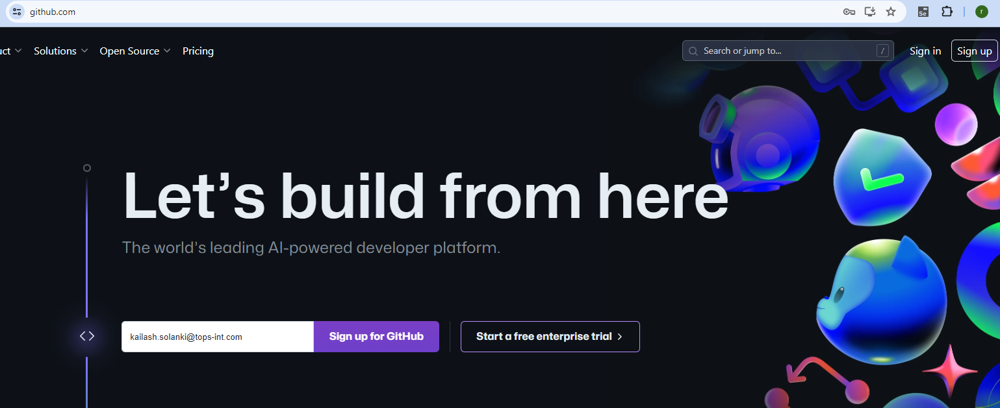 github.com
Se
r
uct
Solutions
Open Source
Pricing
Search or jump to...
/
Sign in
Sign up
Let’s build from here
The world’s leading AI-powered developer platform.
kailash.solanki@tops-int.com
Sign up for GitHub
Start a free enterprise trial